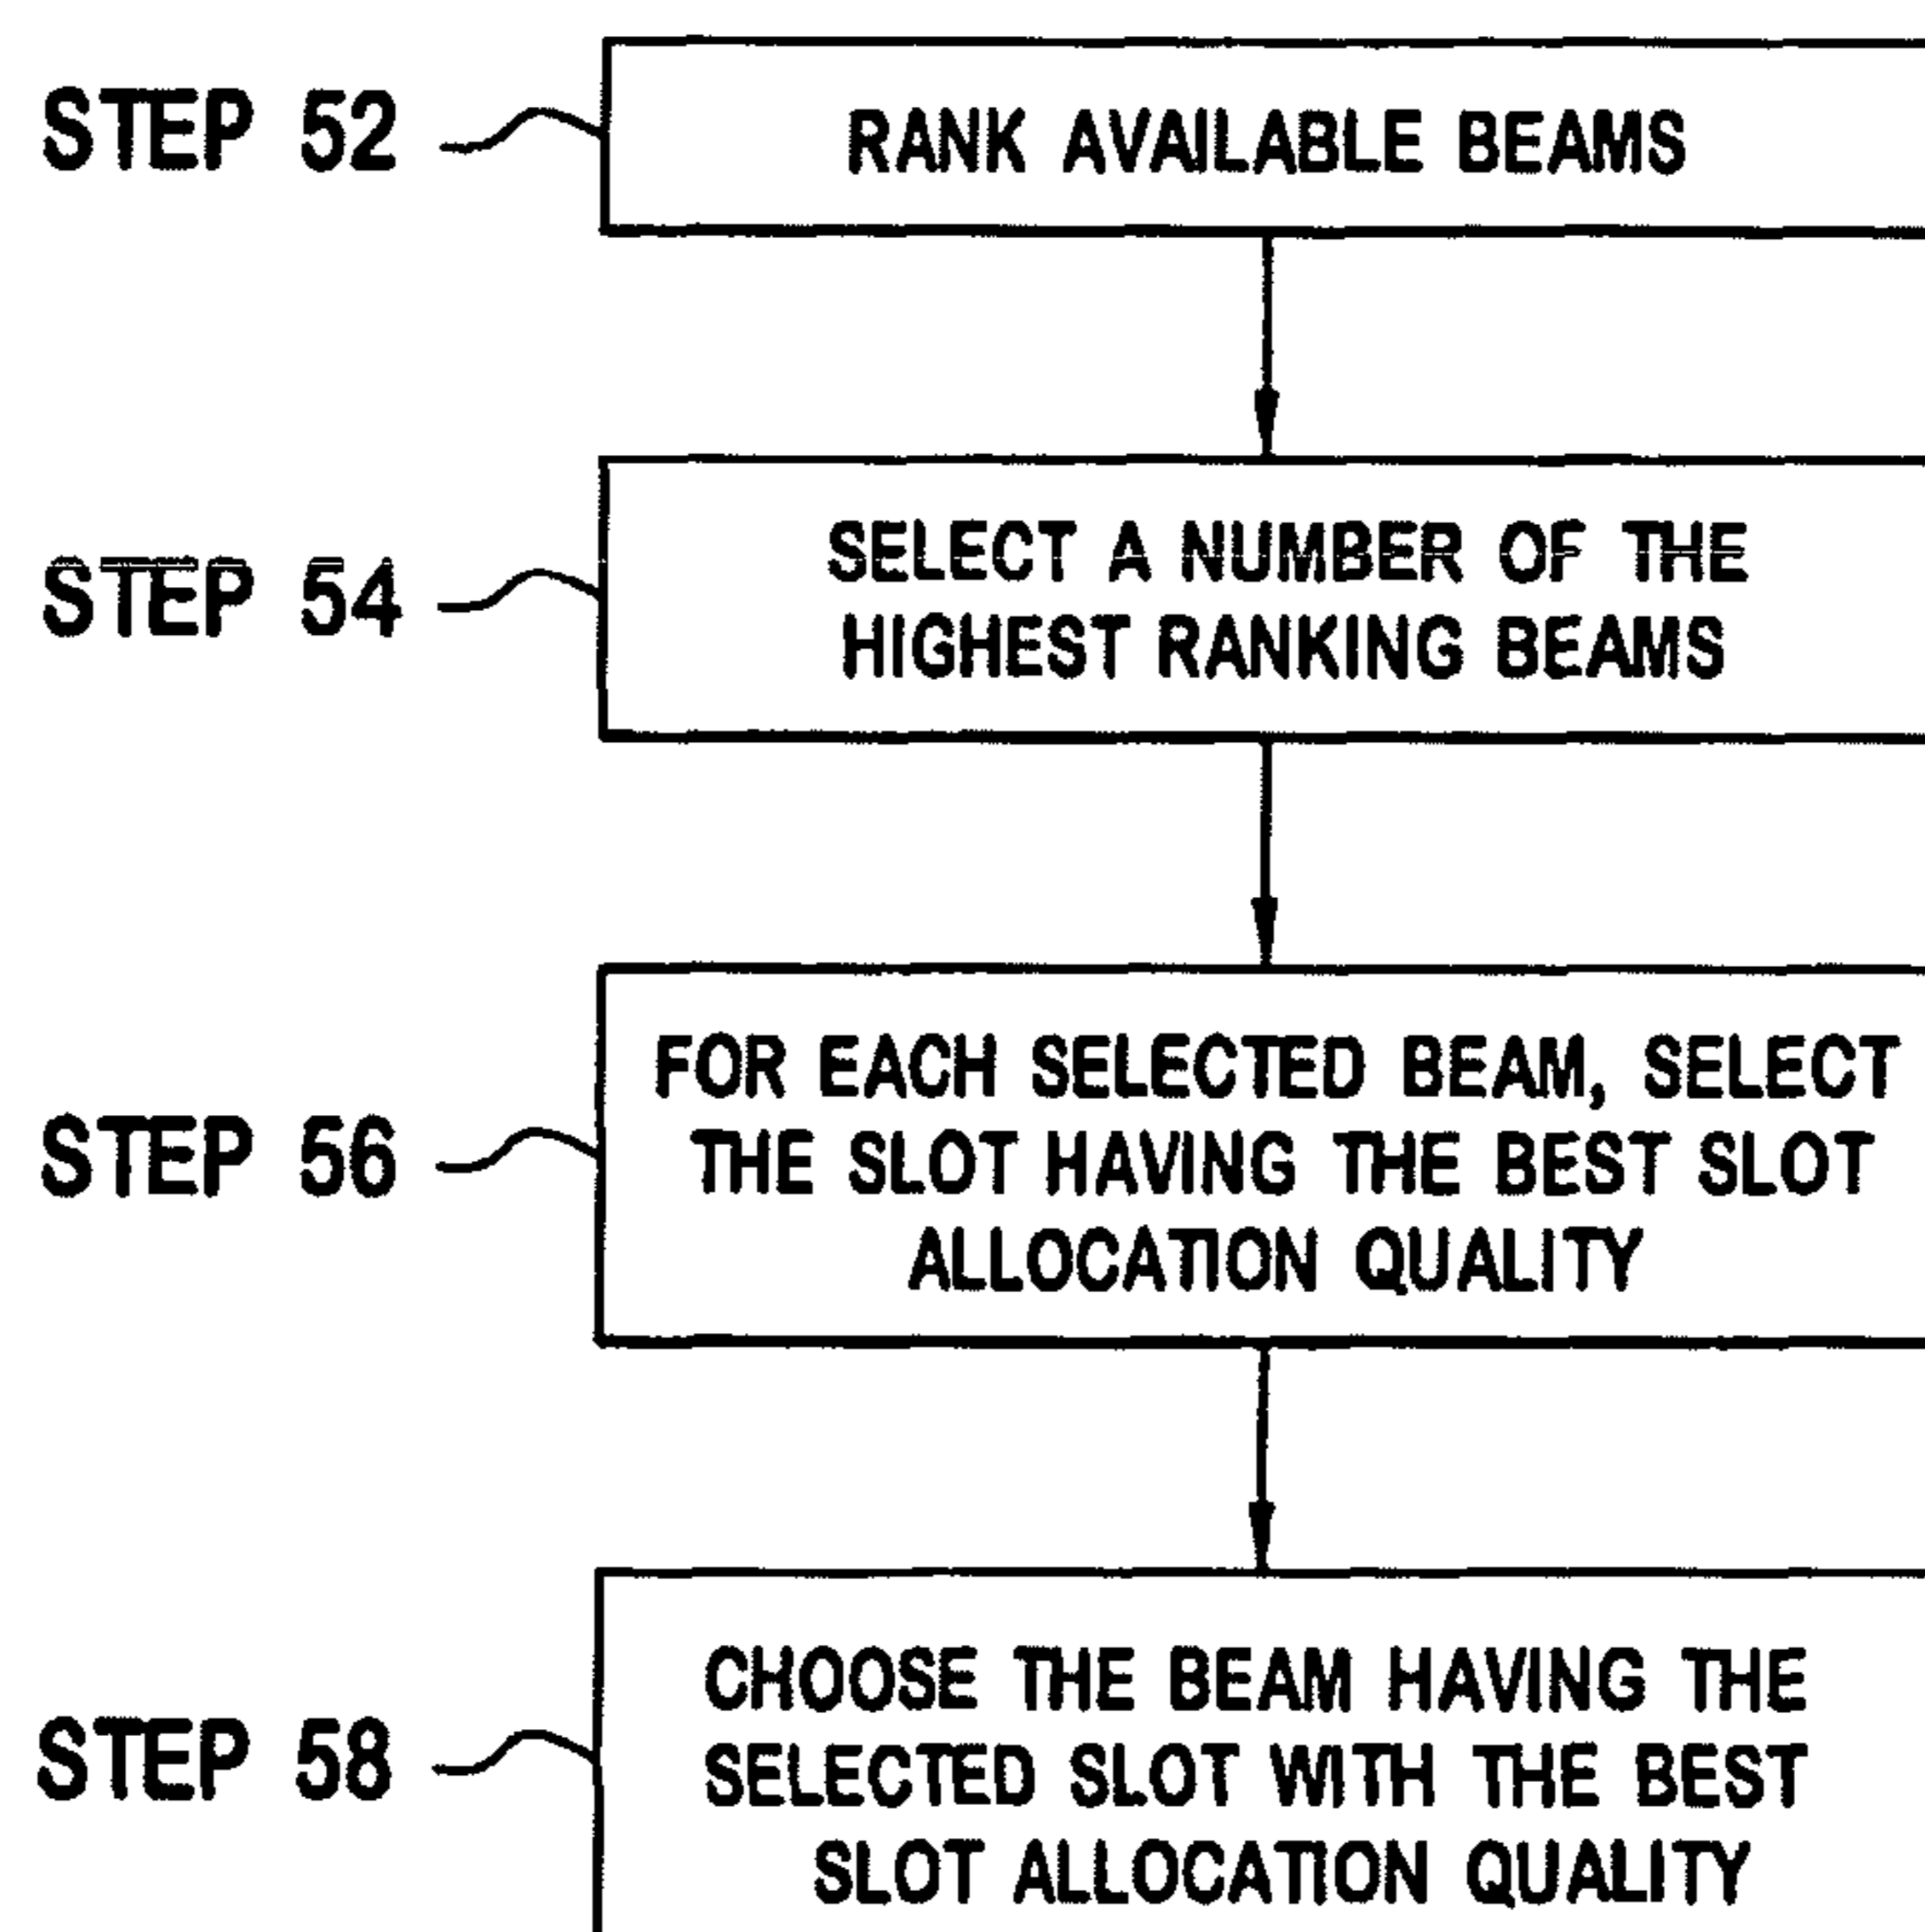 STEP 52
RANK AVAILABLE BEAMS
STEP 54
SELECT A NUMBER OF THE
HIGHEST RANKING BEAMS
STEP 56
FOR EACH SELECTED BEAM, SELECT
THE SLOT HAVING THE BEST SLOT
ALLOCATION QUALITY
STEP 58
CHOOSE THE BEAM HAVING THE
SELECTED SLOT WITH THE BEST
SLOT ALLOCATION QUALITY